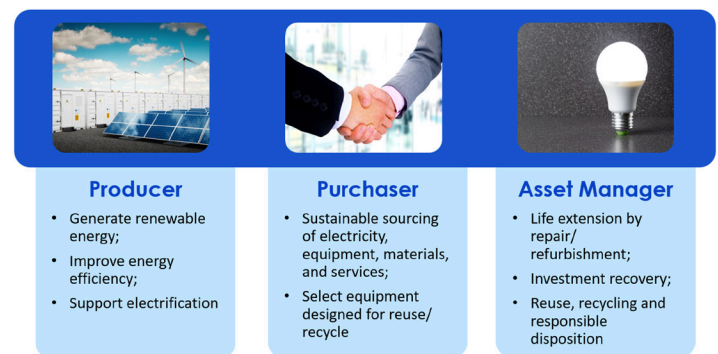 Producer
• Generate renewable
energy;
• Improve energy
efficiency;
• Support electrification
Purchaser
• Sustainable sourcing
of electricity,
equipment, materials,
and services;
• Select equipment
designed for reuse/
recycle
Asset Manager
• Life extension by
repair/
refurbishment;
• Investment recovery;
• Reuse, recycling and
responsible
disposition